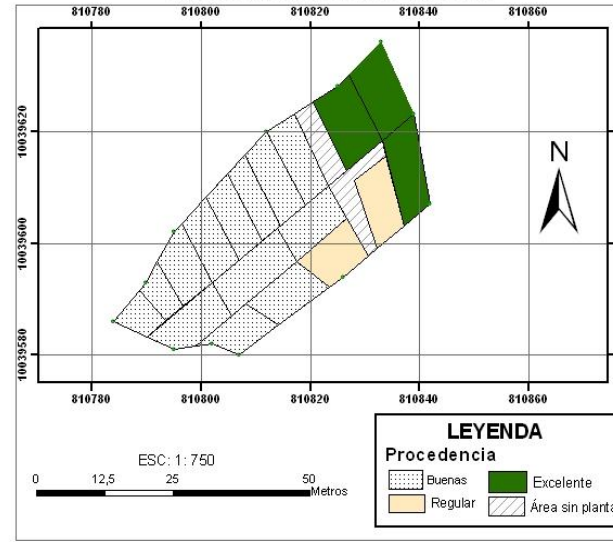 810780 810800 810820 810840 810860
10039620
10039600
10039580
N
810780 810800 810820 810840 810860
ESC: 1: 750
0 12,5 25 50
Metros
LEYENDA
Procedencia
Buenas Excelente
Regular Área sin planta